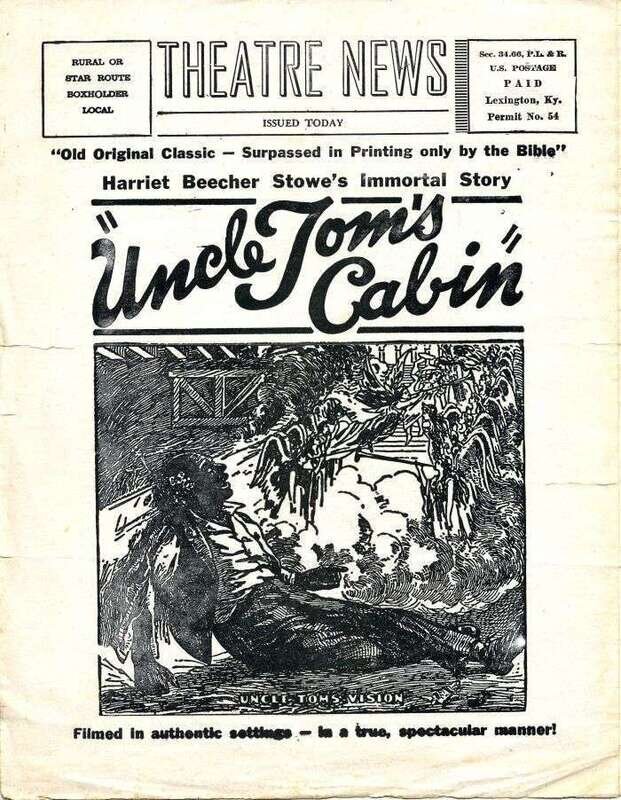 RURAL OR
STAR ROUTE
BOXHOLDER
LOCAL
THEATRE NEWS
ISSUED TODAY
Sec. 34.66, P.L. & R.
U.S. POSTAGE
PAID
Lexington, Ky.
Permit No. 54
"Old Original Classic — Surpassed in Printing only by the Bible"
Harriet Beecher Stowe's Immortal Story
"Uncle Tom's
Cabin"
UNCLE TOM'S VISION
Filmed in authentic settings — in a true, spectacular manner!